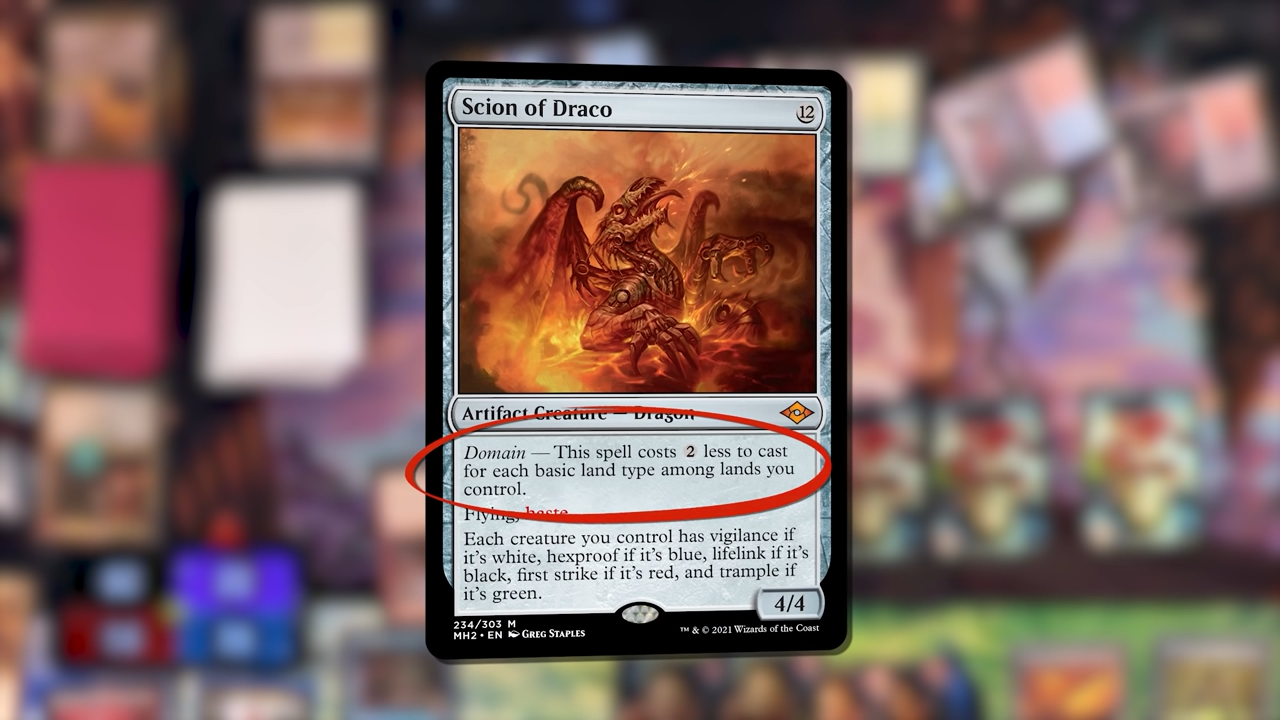 Scion of Draco 12
Artifact Creature — Dragon
Domain — This spell costs 2 less to cast
for each basic land type among lands you
control.
Flying, haste
Each creature you control has vigilance if
it's white, hexproof if it's blue, lifelink if it's
black, first strike if it's red, and trample if
it's green.
4/4
234/303 M
MH2 • EN Greg Staples
™ & © 2021 Wizards of the Coast